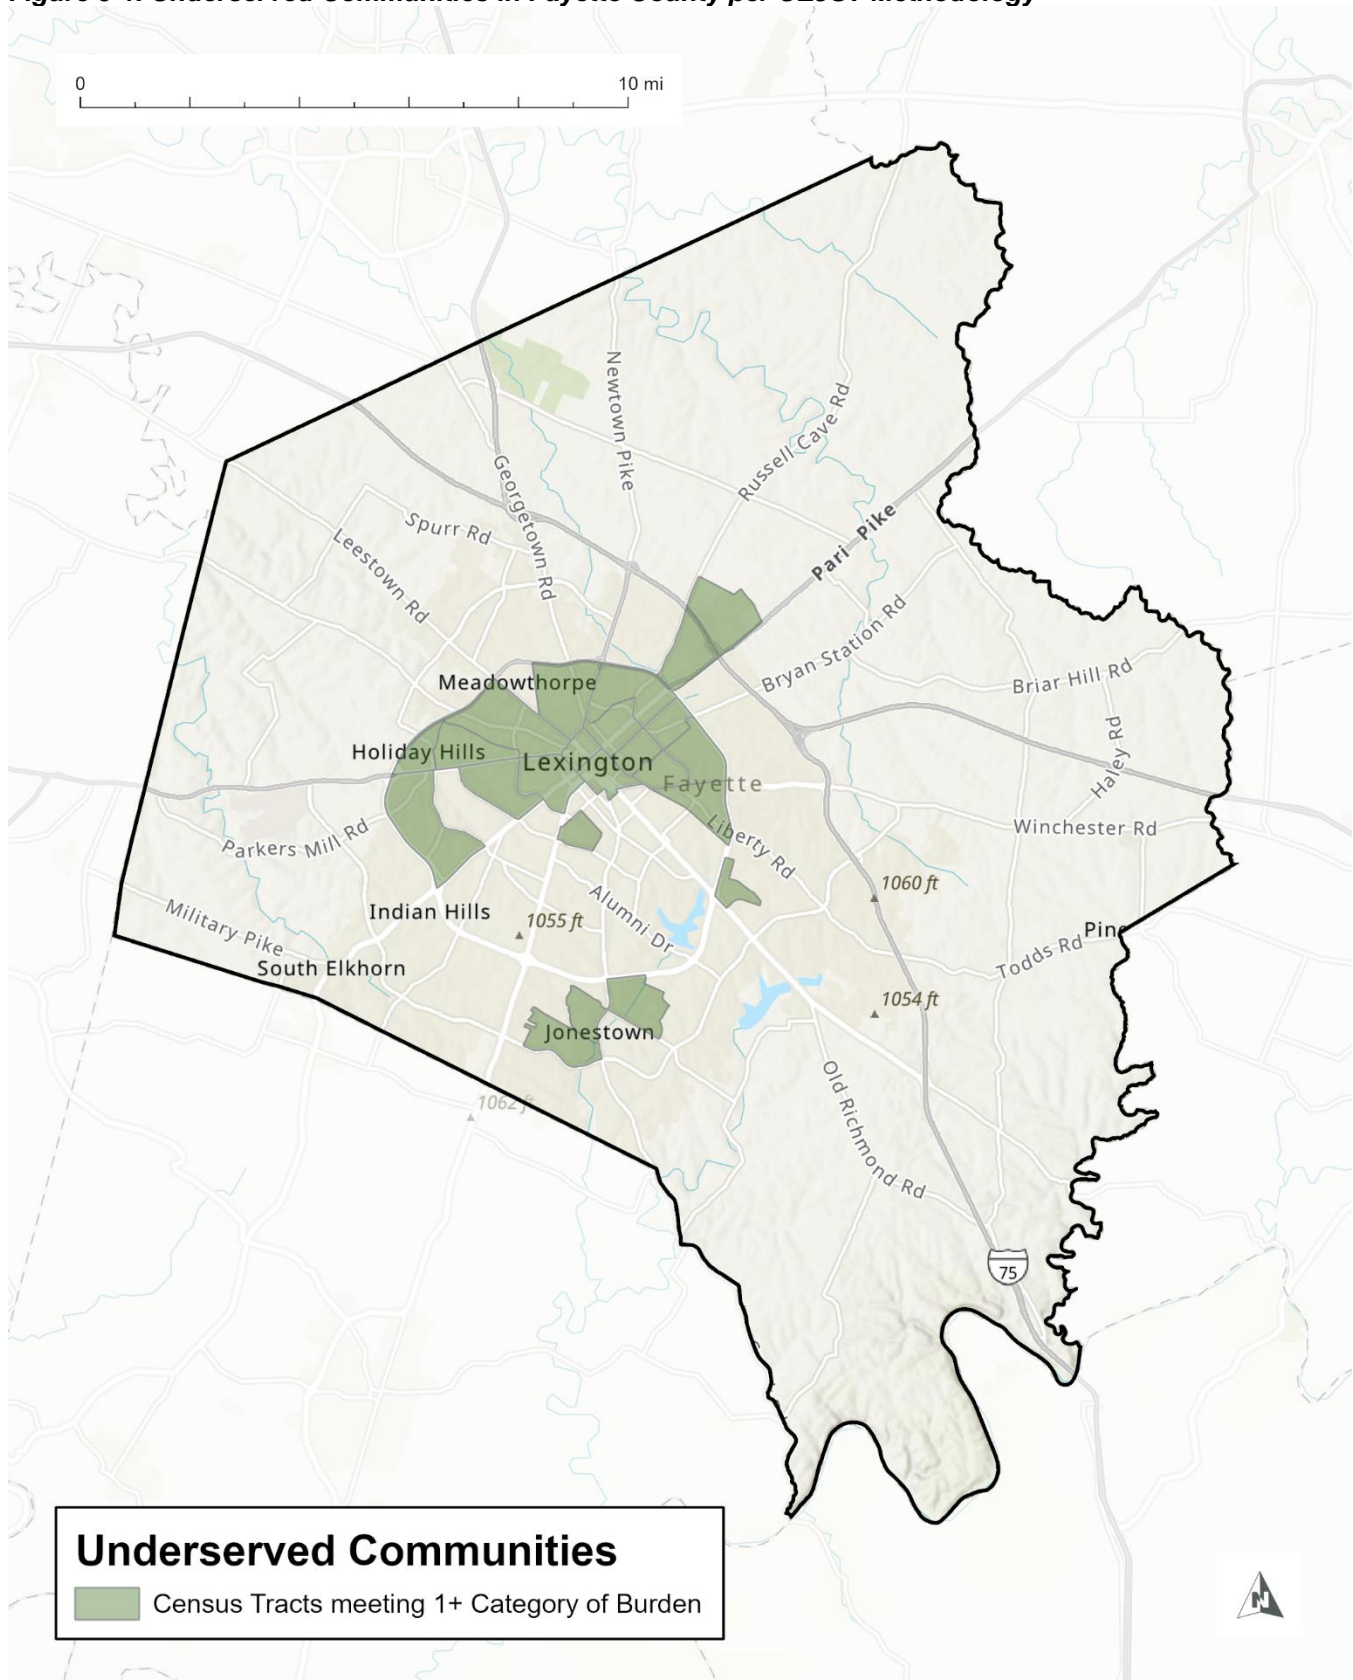 0
10 mi
Newtown Pike
Russell Cave Rd
Georgetown Rd
Spurr Rd
Leestown Rd
Pari Pike
Bryan Station Rd
Briar Hill Rd
Meadowthorpe
Holiday Hills
Lexington
Fayette
Haley Rd
Winchester Rd
Parkers Mill Rd
Liberty Rd
1060 ft
Indian Hills
1055 ft
Alumni Dr
Military Pike
South Elkhorn
Todds Rd
Pine
1054 ft
Jonestown
1062 ft
Old Richmond Rd
75
Underserved Communities
Census Tracts meeting 1+ Category of Burden
N